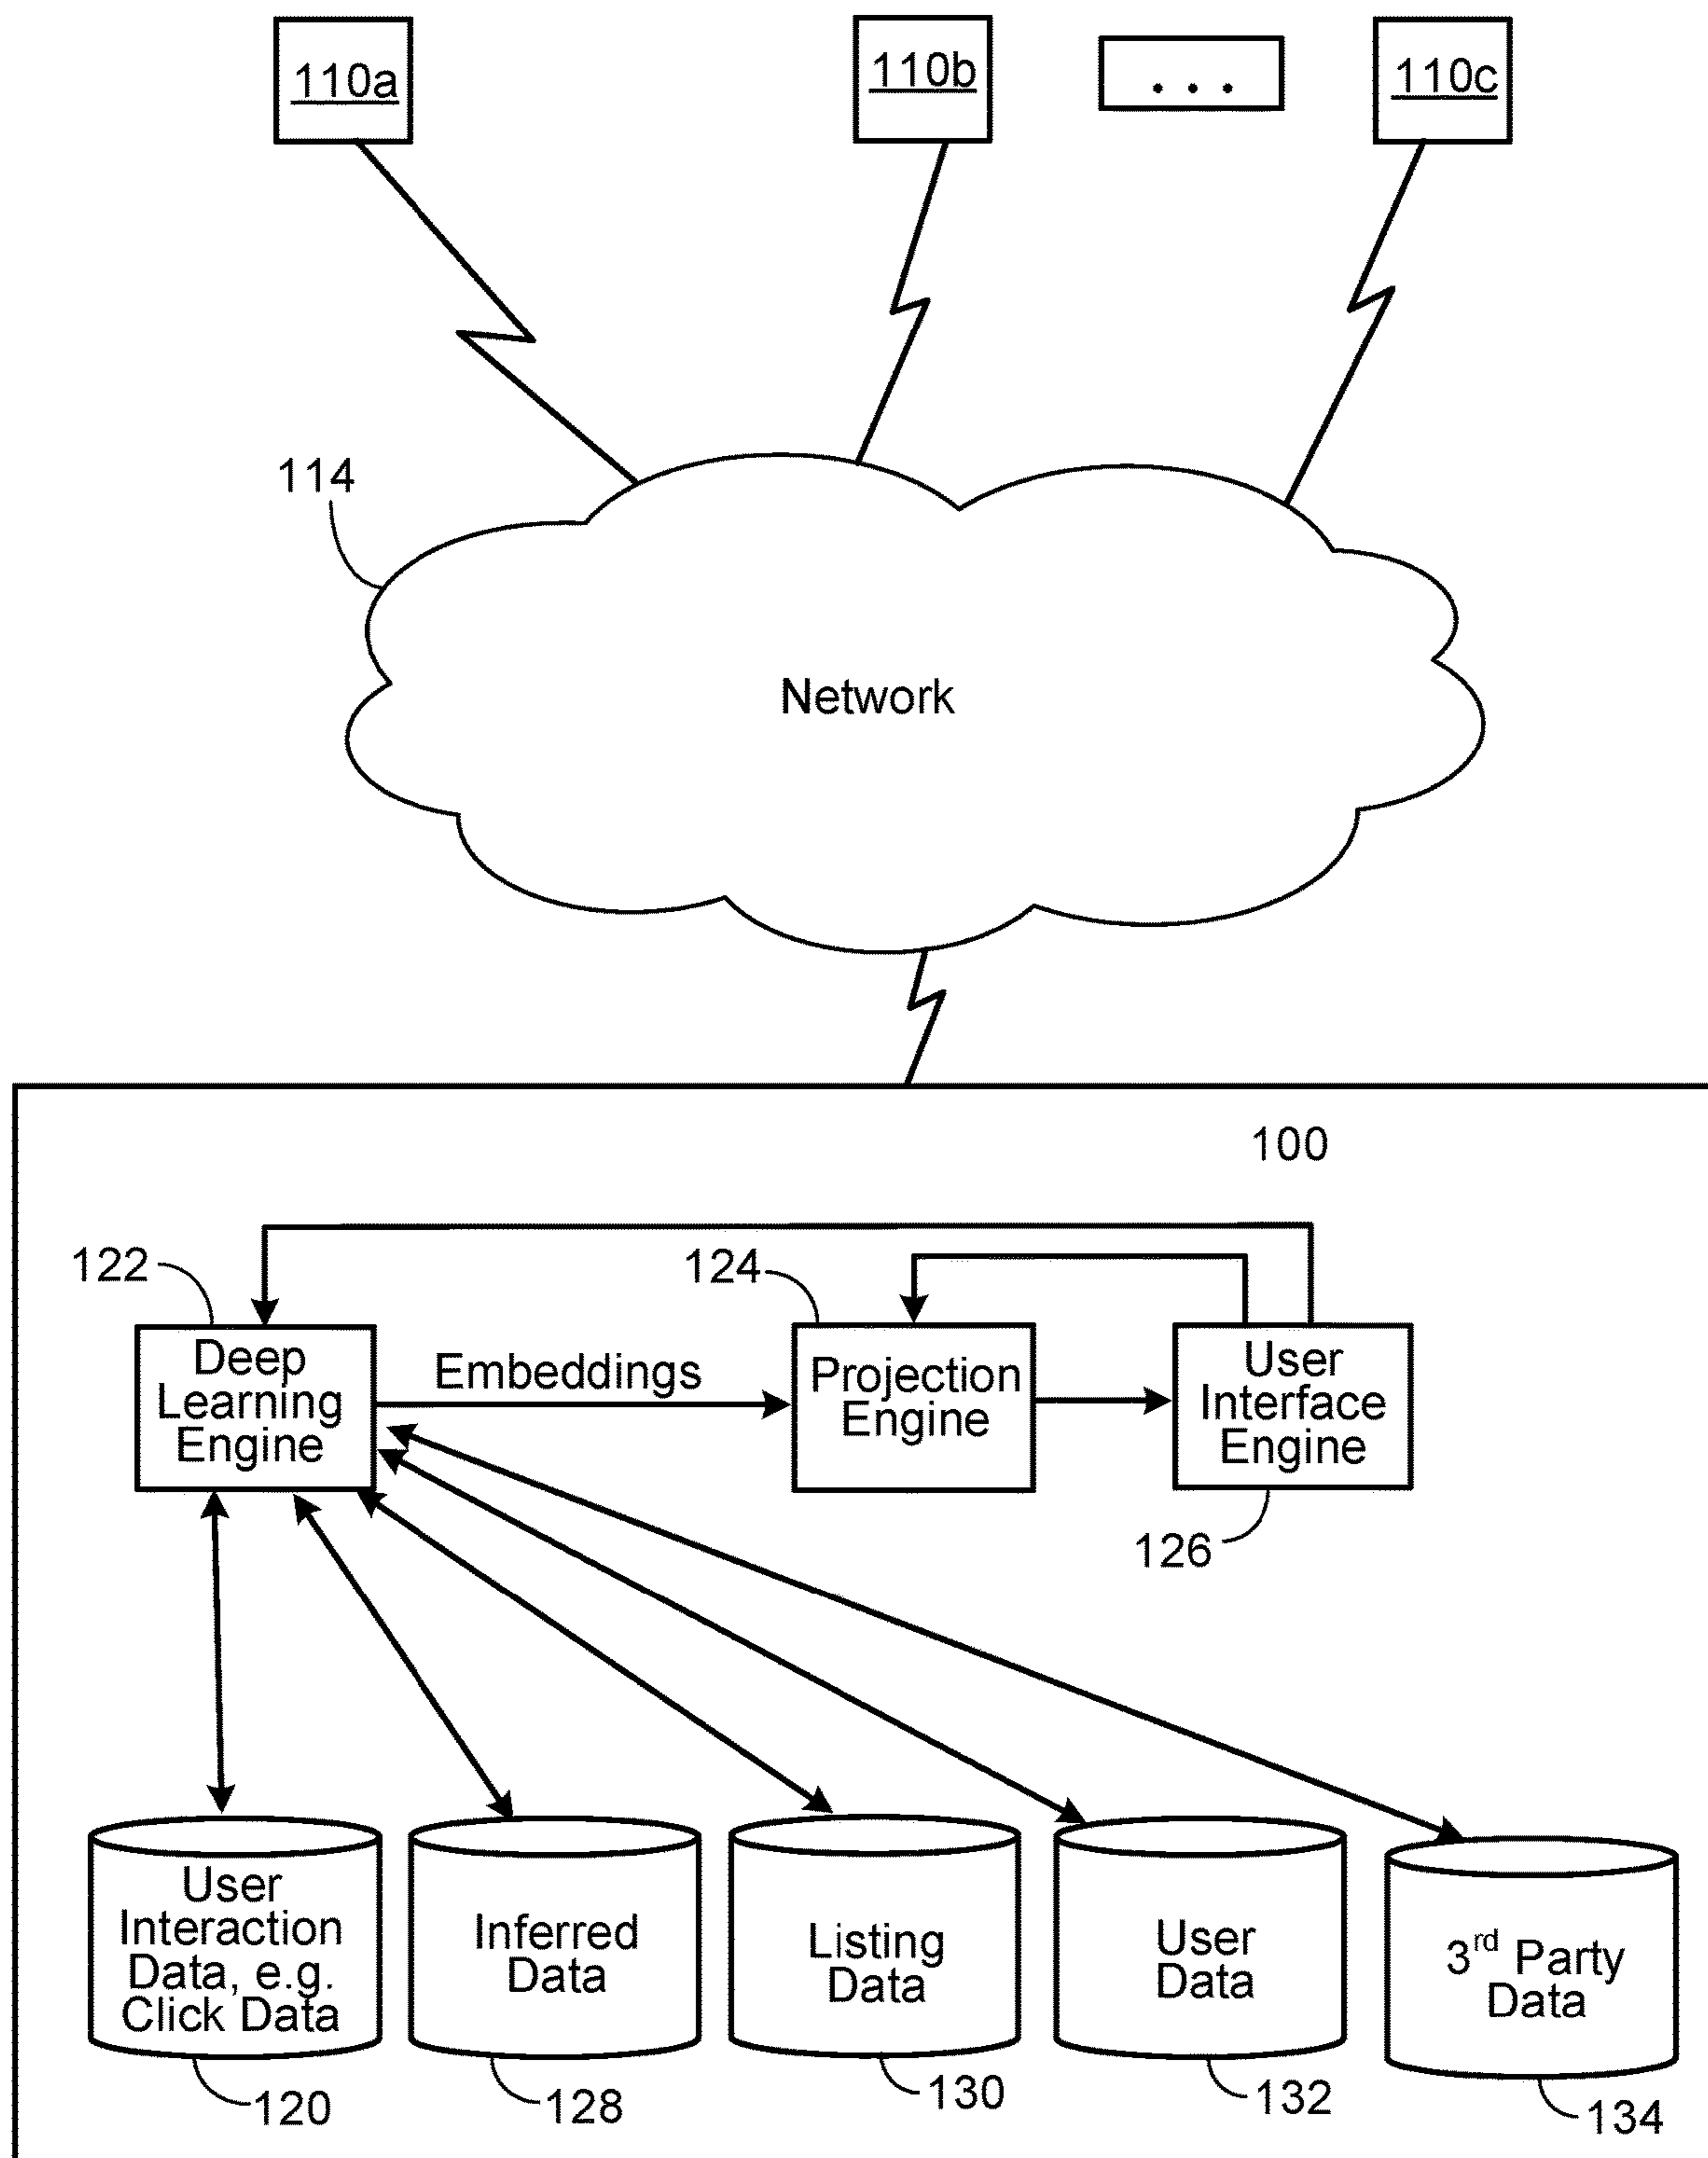 110a
110b
. . .
110c
114
Network
100
122
124
Deep
Learning
Engine
Embeddings
Projection
Engine
User
Interface
Engine
126
User
Interaction
Data, e.g.
Click Data
Inferred
Data
Listing
Data
User
Data
3rd Party
Data
120
128
130
132
134